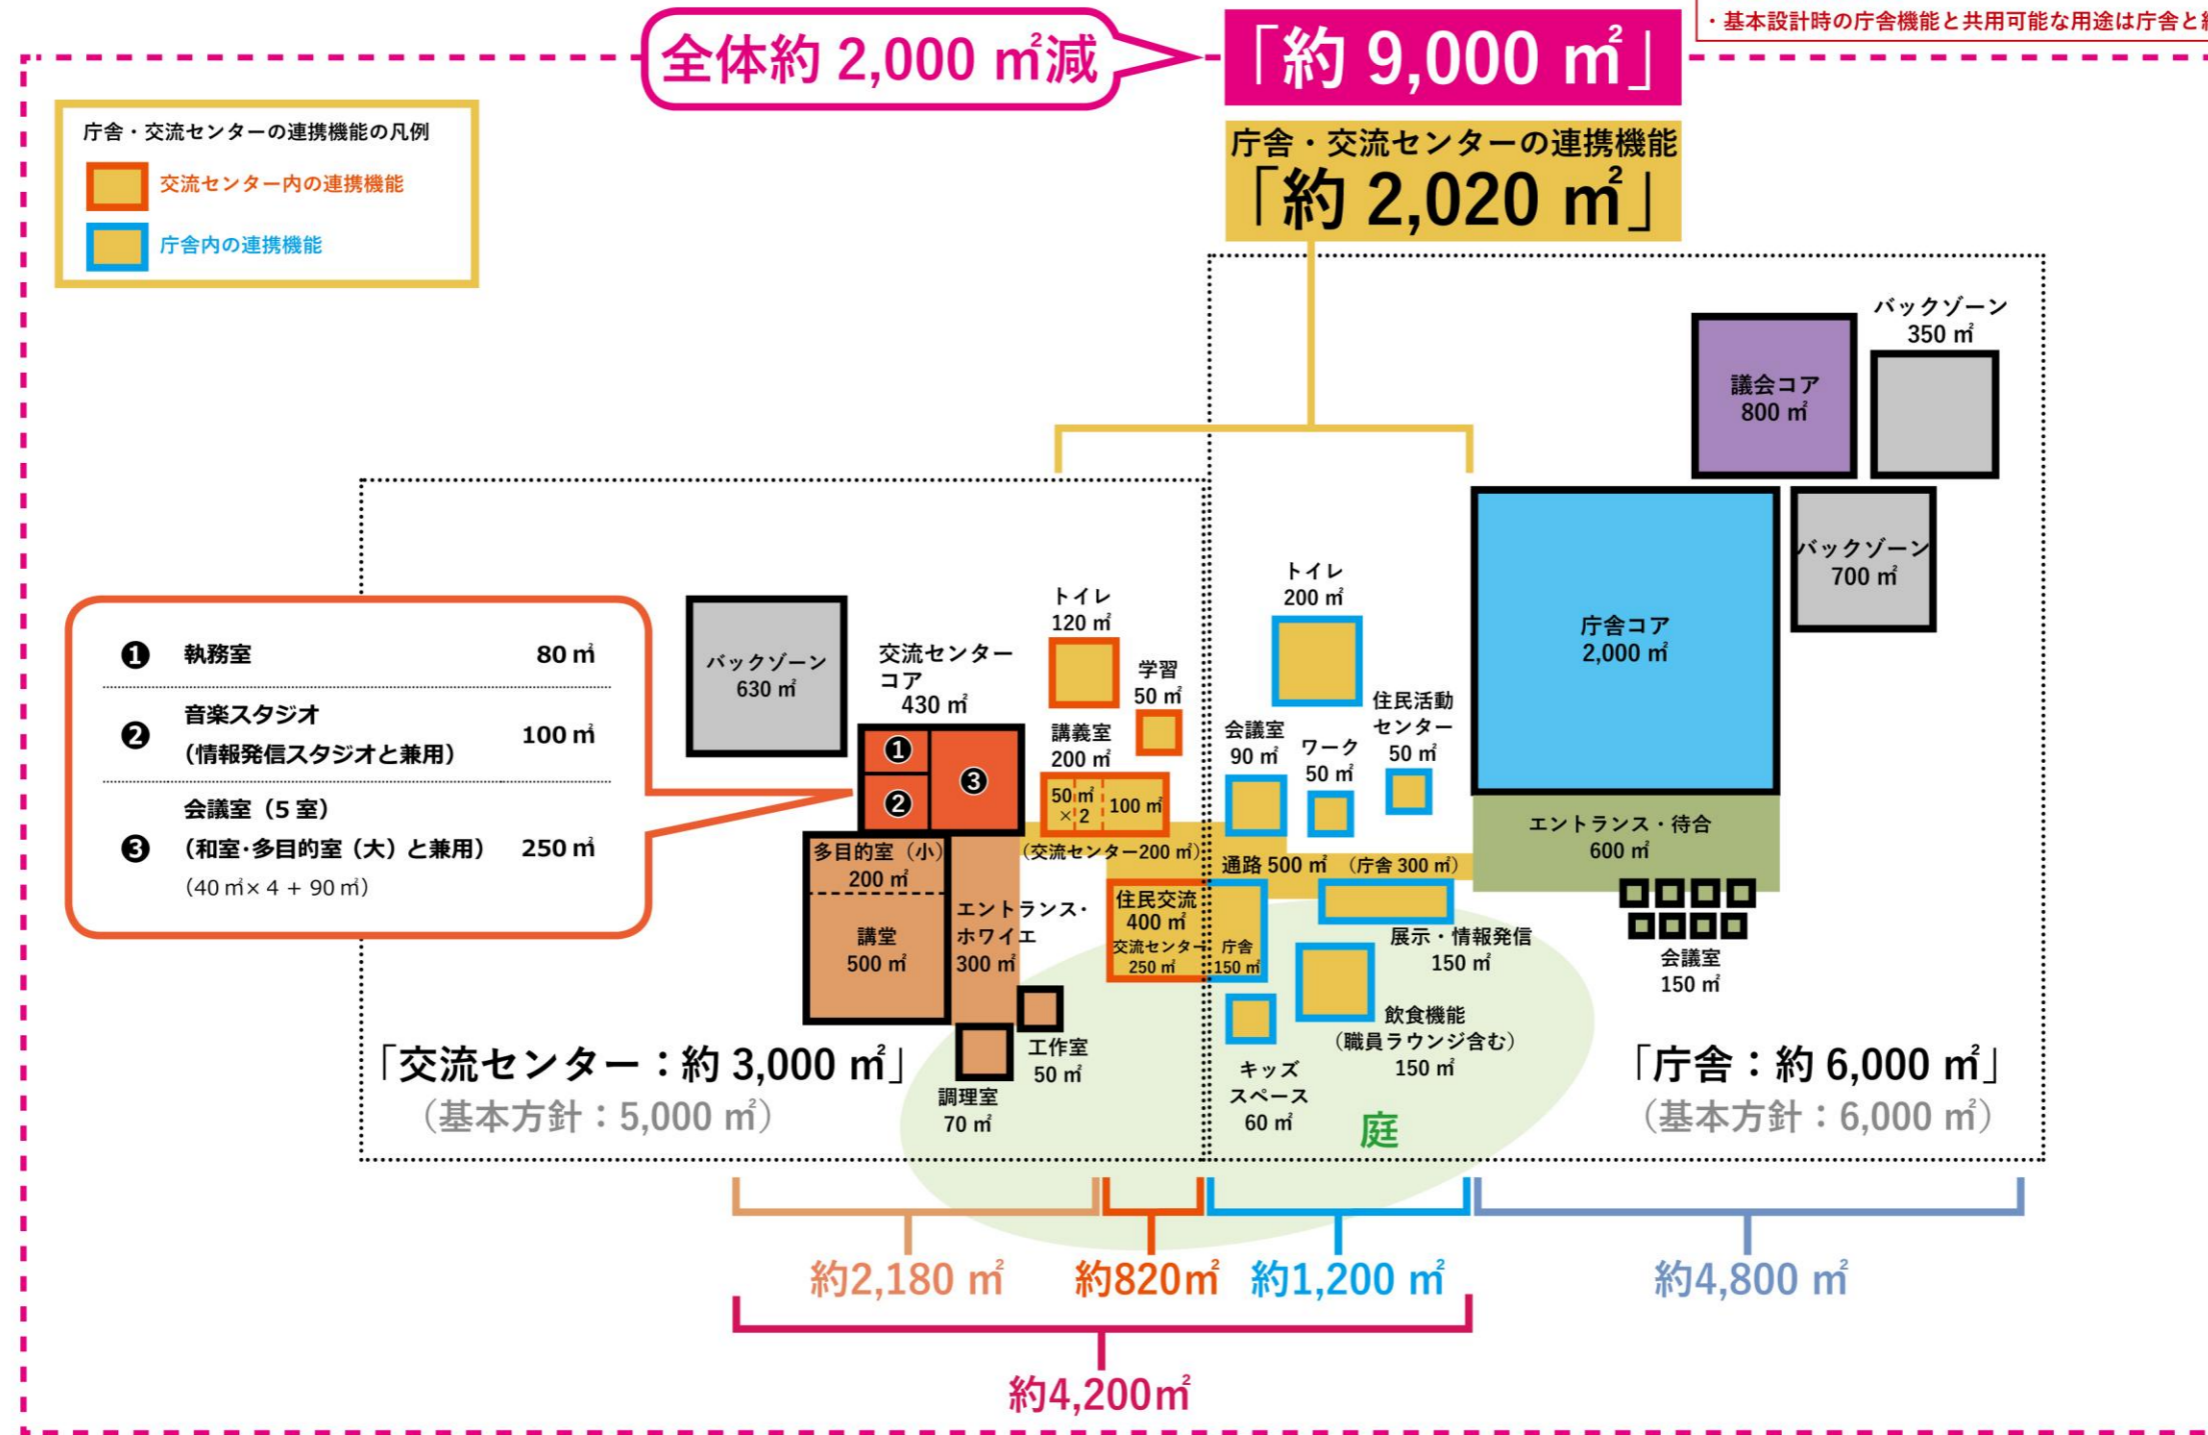 ・基本設計時の庁舎機能と共用可能な用途は庁舎と
全体約 2,000 ㎡減
「約 9,000 ㎡」
庁舎・交流センターの連携機能の凡例
交流センター内の連携機能
庁舎内の連携機能
庁舎・交流センターの連携機能
「約 2,020 ㎡」
バックゾーン
350 ㎡
議会コア
800 ㎡
バックゾーン
700 ㎡
庁舎コア
2,000 ㎡
エントランス・待合
600 ㎡
会議室
150 ㎡
トイレ
200 ㎡
住民活動
センター
50 ㎡
会議室
90 ㎡
ワーク
50 ㎡
トイレ
120 ㎡
学習
50 ㎡
講義室
200 ㎡
50 ㎡
× 2
100 ㎡
バックゾーン
630 ㎡
交流センター
コア
430 ㎡
❶
❷
❸
❶ 執務室 80 ㎡
❷ 音楽スタジオ
（情報発信スタジオと兼用） 100 ㎡
会議室（5 室）
❸ （和室･多目的室（大）と兼用） 250 ㎡
（40 ㎡× 4 + 90 ㎡）
多目的室（小）
200 ㎡
講堂
500 ㎡
エントランス・
ホワイエ
300 ㎡
（交流センター200 ㎡）
通路 500 ㎡ （庁舎 300 ㎡）
住民交流
400 ㎡
交流センター
250 ㎡
庁舎
150 ㎡
展示・情報発信
150 ㎡
飲食機能
（職員ラウンジ含む）
150 ㎡
キッズ
スペース
60 ㎡
工作室
50 ㎡
調理室
70 ㎡
庭
「交流センター：約 3,000 ㎡」
（基本方針：5,000 ㎡）
「庁舎：約 6,000 ㎡」
（基本方針：6,000 ㎡）
約2,180 ㎡
約820㎡
約1,200 ㎡
約4,800 ㎡
約4,200㎡